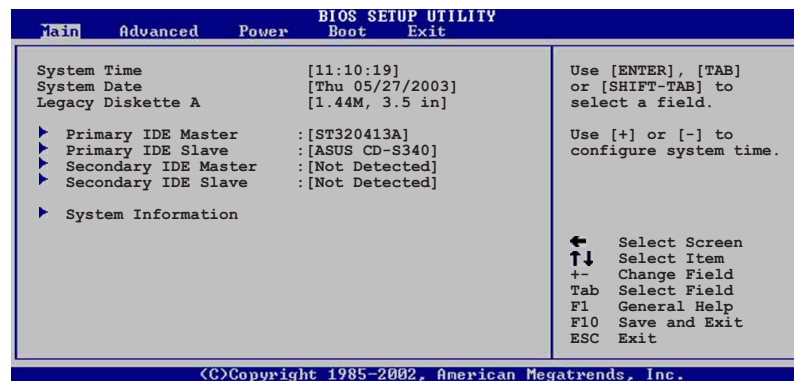 BIOS SETUP UTILITY
Main Advanced Power Boot Exit
System Time [11:10:19]
System Date [Thu 05/27/2003]
Legacy Diskette A [1.44M, 3.5 in]
Primary IDE Master :[ST320413A]
Primary IDE Slave :[ASUS CD-S340]
Secondary IDE Master :[Not Detected]
Secondary IDE Slave :[Not Detected]
System Information
Use [ENTER], [TAB]
or [SHIFT-TAB] to
select a field.
Use [+] or [-] to
configure system time.
← Select Screen
↑↓ Select Item
+- Change Field
Tab Select Field
F1 General Help
F10 Save and Exit
ESC Exit
(C)Copyright 1985-2002, American Megatrends, Inc.